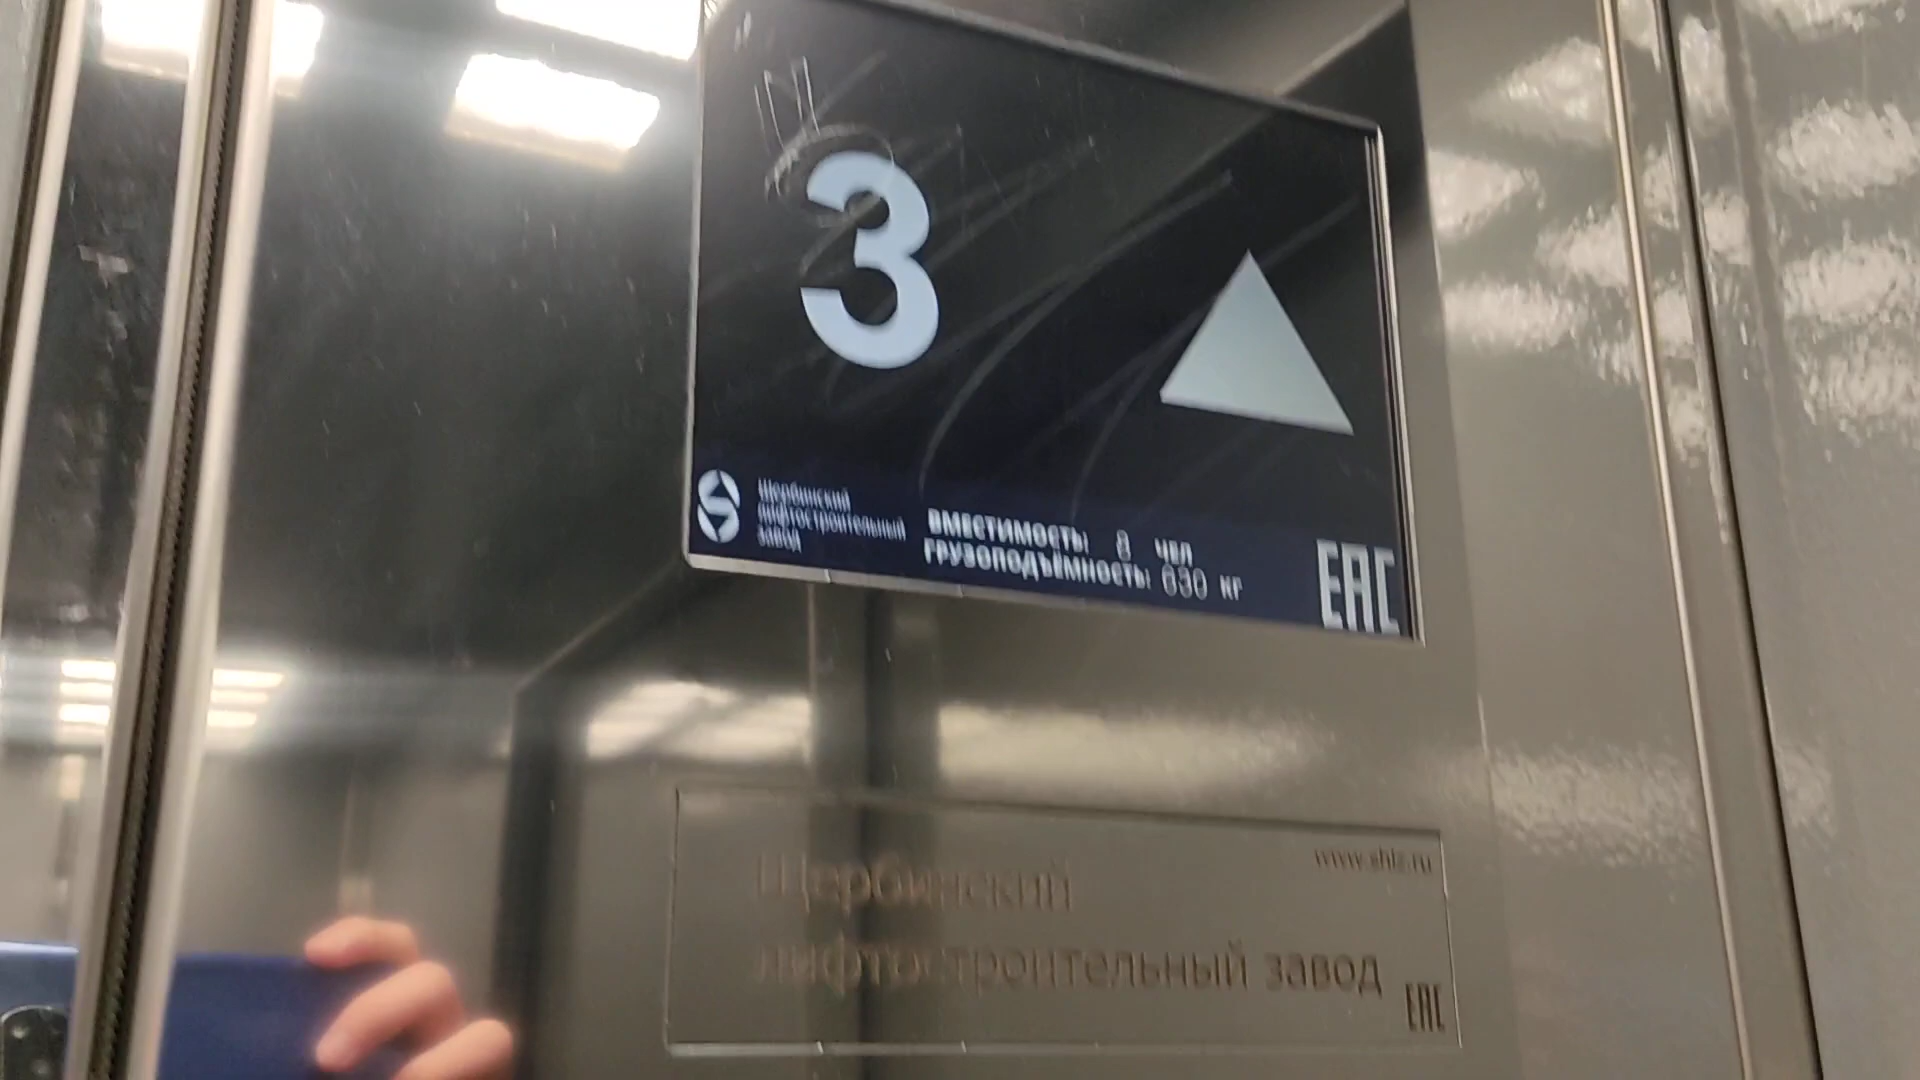 3
Щербинский
лифтостроительный
завод
ВМЕСТИМОСТЬ: 8 ЧЕЛ
ГРУЗОПОДЪЁМНОСТЬ: 630 КГ
EAC
www.shlz.ru
Щербинский
лифтостроительный завод
EAC